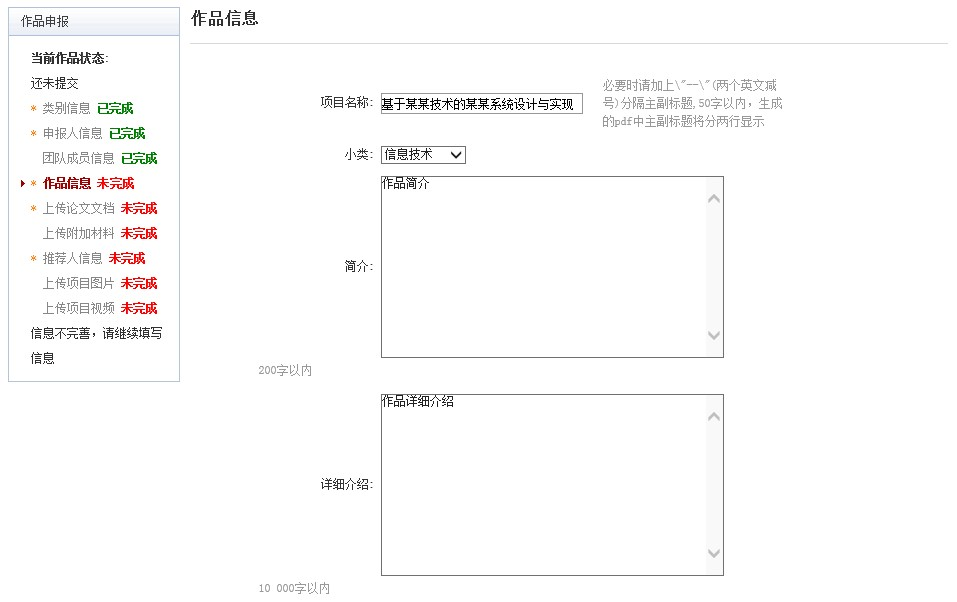 作品申报
当前作品状态:
还未提交
* 类别信息 已完成
* 申报人信息 已完成
团队成员信息 已完成
* 作品信息 未完成
* 上传论文文档 未完成
上传附加材料 未完成
* 推荐人信息 未完成
上传项目图片 未完成
上传项目视频 未完成
信息不完善，请继续填写
信息
作品信息
项目名称:
基于某某技术的某某系统设计与实现
必要时请加上\"--\"(两个英文减
号)分隔主副标题,50字以内，生成
的pdf中主副标题将分两行显示
小类:
信息技术
简介:
作品简介
200字以内
详细介绍:
作品详细介绍
10 000字以内